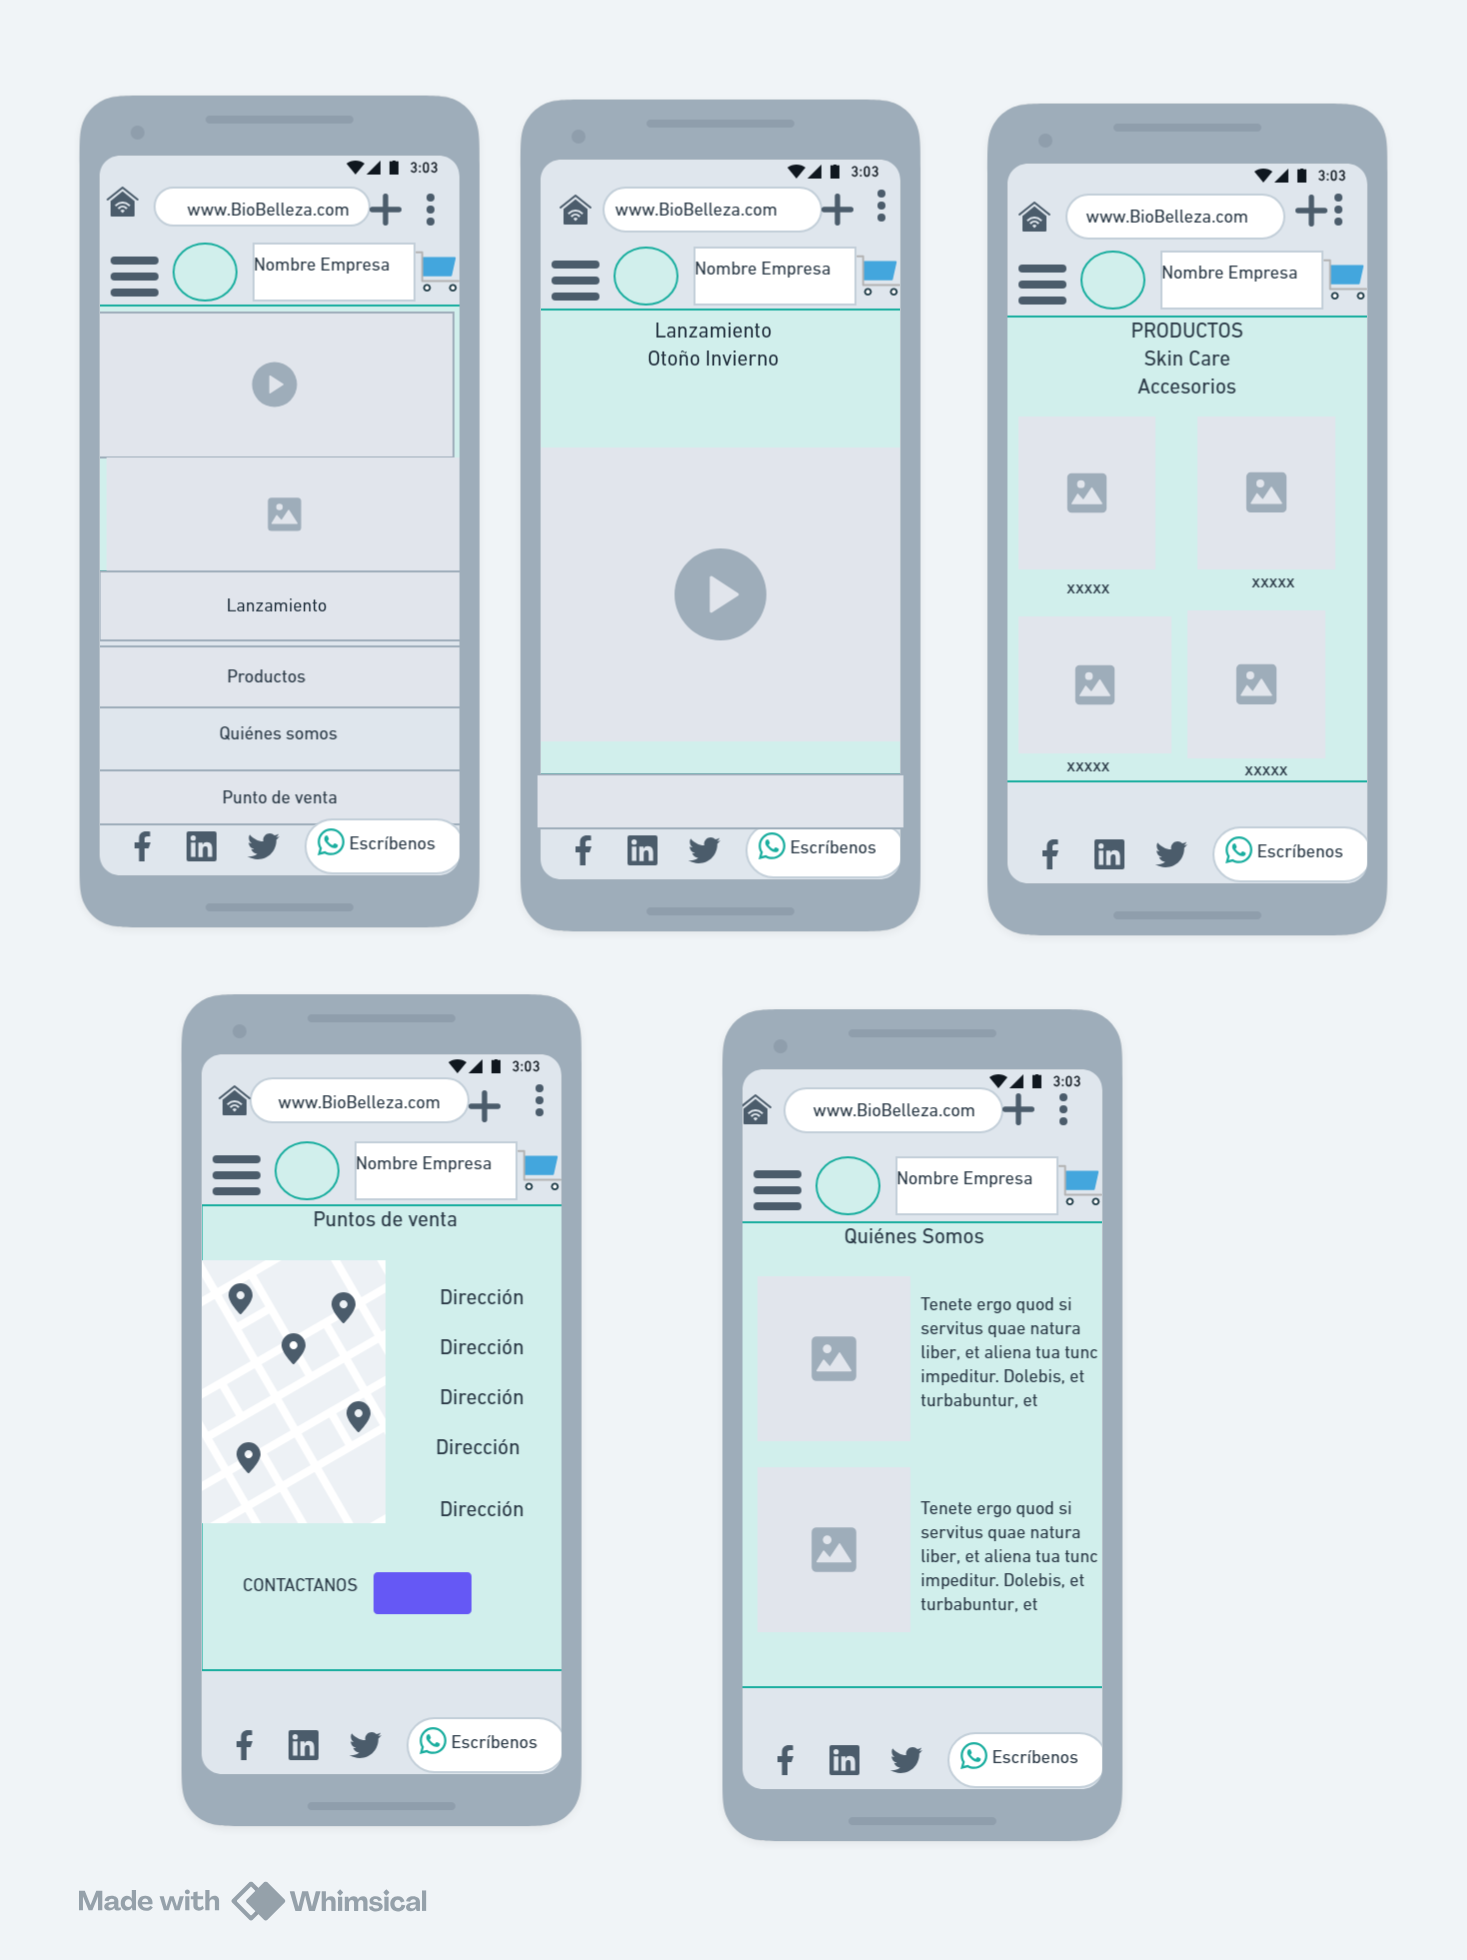 3:03
www.BioBelleza.com
Nombre Empresa
Lanzamiento
Productos
Quiénes somos
Punto de venta
Escríbenos
3:03
www.BioBelleza.com
Nombre Empresa
Lanzamiento
Otoño Invierno
Escríbenos
3:03
www.BioBelleza.com
Nombre Empresa
PRODUCTOS
Skin Care
Accesorios
xxxxx
xxxxx
xxxxx
xxxxx
Escríbenos
3:03
www.BioBelleza.com
Nombre Empresa
Puntos de venta
Dirección
Dirección
Dirección
Dirección
Dirección
CONTACTANOS
Escríbenos
3:03
www.BioBelleza.com
Nombre Empresa
Quiénes Somos
Tenete ergo quod si
servitus quae natura
liber, et aliena tua tunc
impeditur. Dolebis, et
turbabuntur, et
Tenete ergo quod si
servitus quae natura
liber, et aliena tua tunc
impeditur. Dolebis, et
turbabuntur, et
Escríbenos
Made with Whimsical